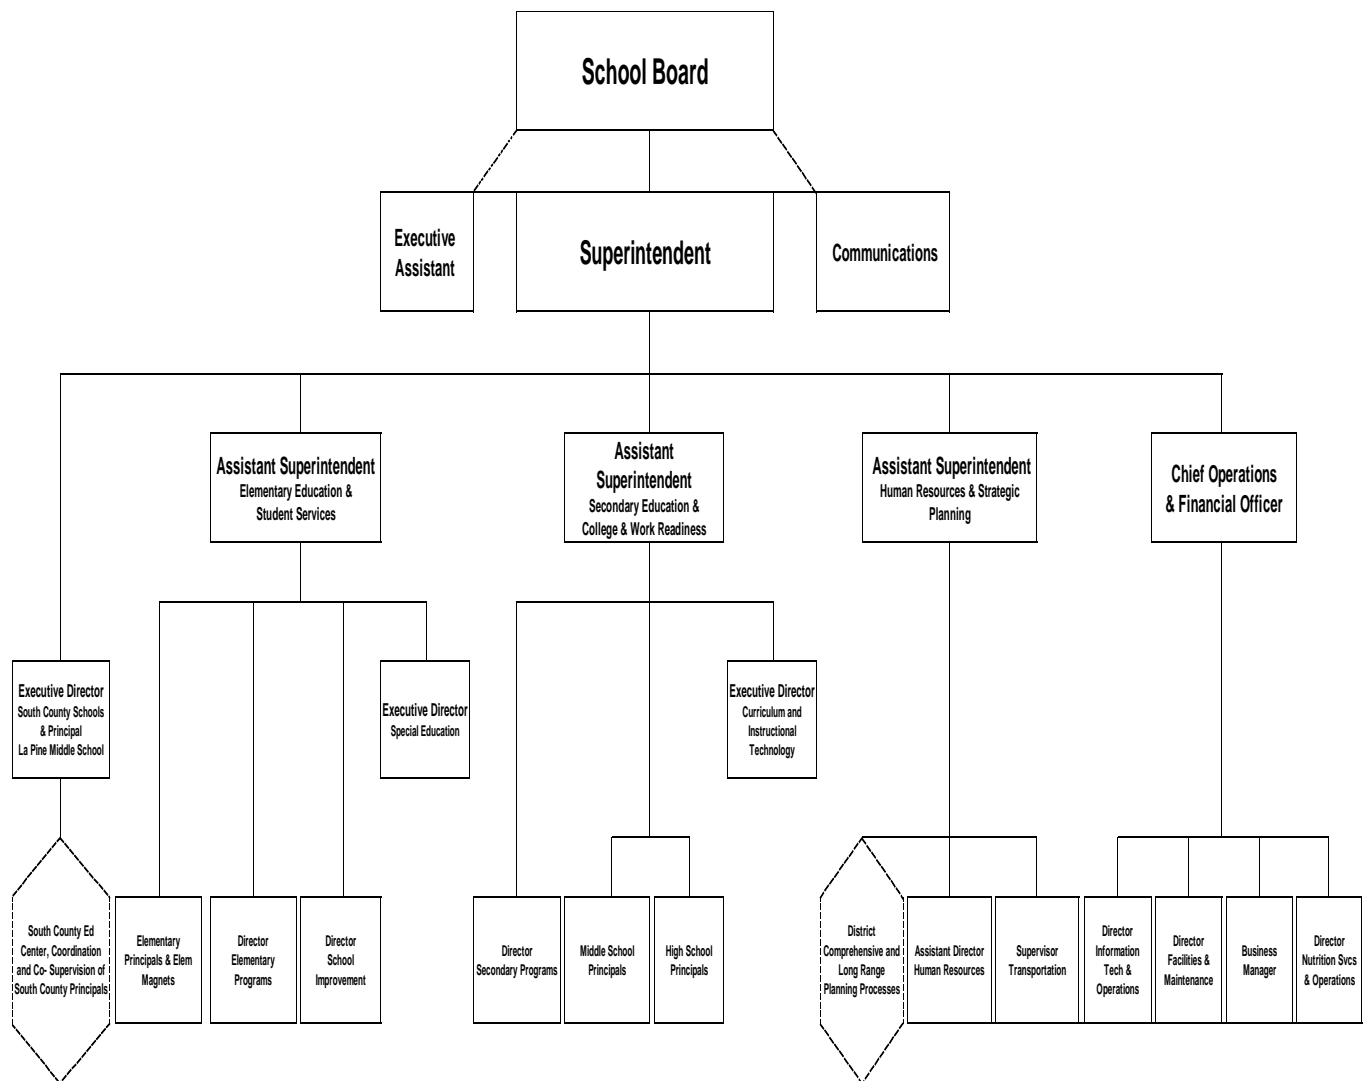 School Board
Executive
Assistant
Superintendent
Communications
Assistant Superintendent
Elementary Education &
Student Services
Assistant
Superintendent
Secondary Education &
College & Work Readiness
Assistant Superintendent
Human Resources & Strategic
Planning
Chief Operations
& Financial Officer
Executive Director
South County Schools
& Principal
La Pine Middle School
Executive Director
Special Education
Executive Director
Curriculum and
Instructional
Technology
South County Ed
Center, Coordination
and Co- Supervision of
South County Principals
Elementary
Principals & Elem
Magnets
Director
Elementary
Programs
Director
School
Improvement
Director
Secondary Programs
Middle School
Principals
High School
Principals
District
Comprehensive and
Long Range
Planning Processes
Assistant Director
Human Resources
Supervisor
Transportation
Director
Information
Tech &
Operations
Director
Facilities &
Maintenance
Business
Manager
Director
Nutrition Svcs
& Operations